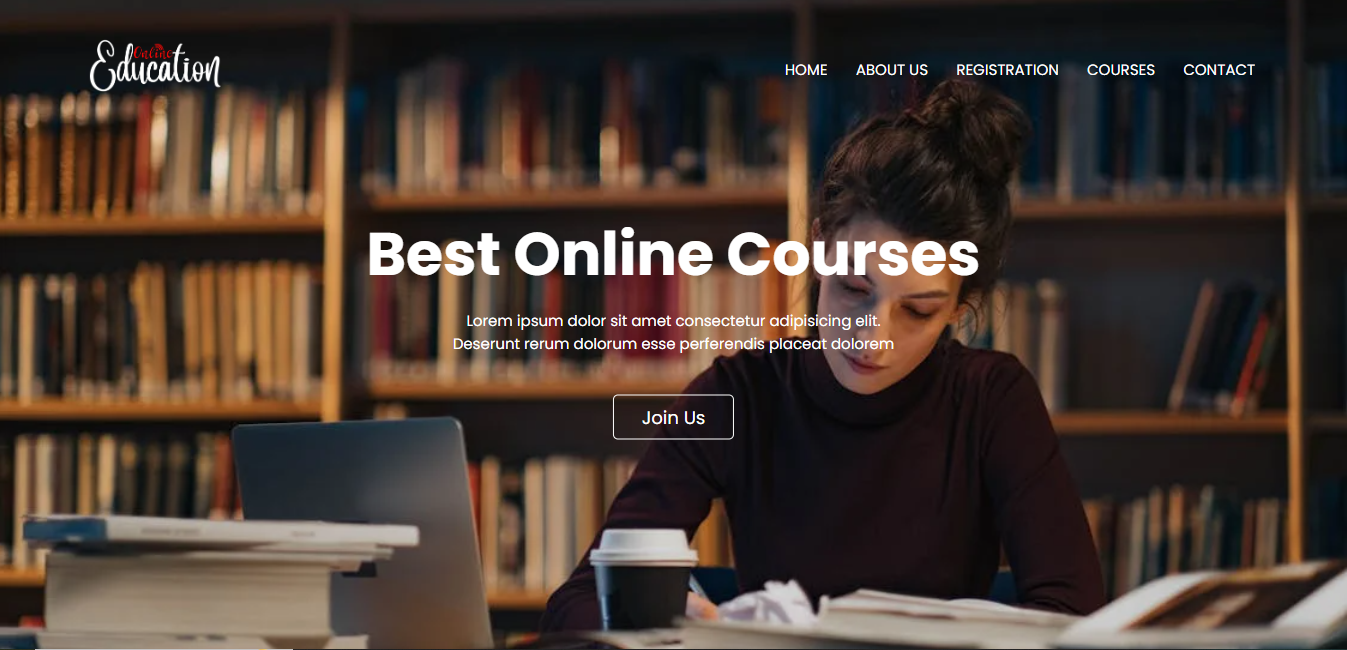 Online
Education
HOME ABOUT US REGISTRATION COURSES CONTACT
Best Online Courses
Lorem ipsum dolor sit amet consectetur adipisicing elit.
Deserunt rerum dolorum esse perferendis placeat dolorem
Join Us